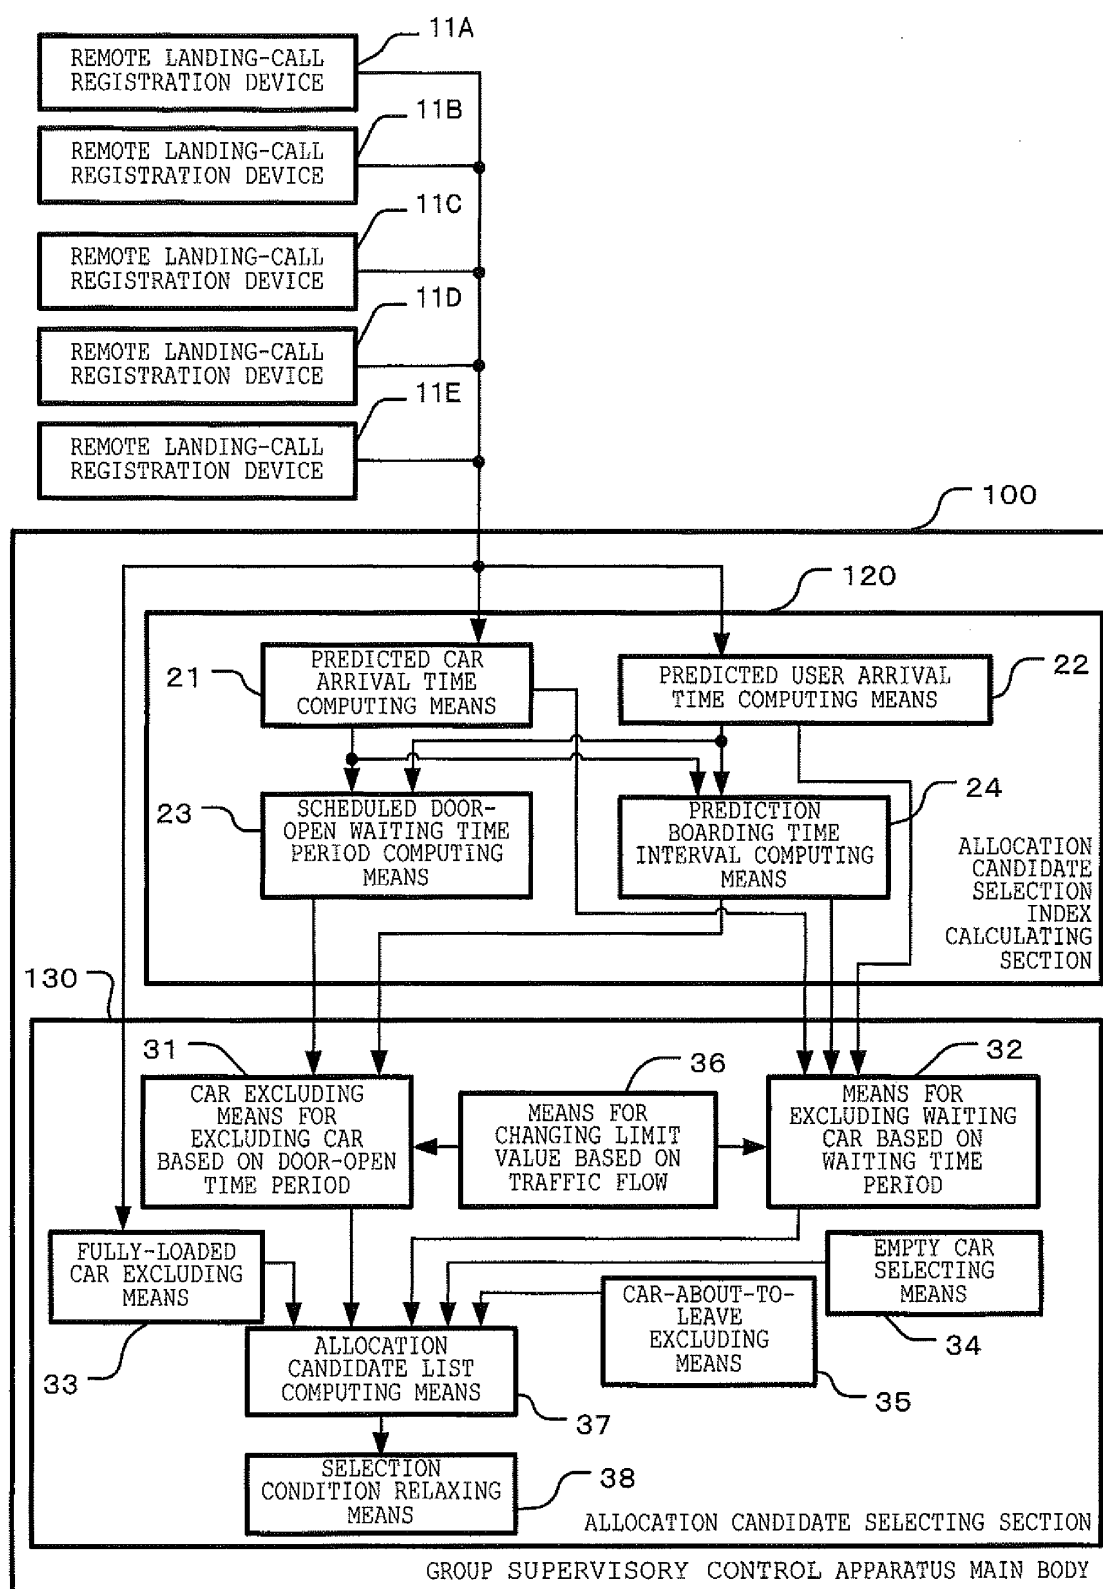 11A
REMOTE LANDING-CALL
REGISTRATION DEVICE
11B
REMOTE LANDING-CALL
REGISTRATION DEVICE
11C
REMOTE LANDING-CALL
REGISTRATION DEVICE
11D
REMOTE LANDING-CALL
REGISTRATION DEVICE
11E
REMOTE LANDING-CALL
REGISTRATION DEVICE
100
120
21
PREDICTED CAR
ARRIVAL TIME
COMPUTING MEANS
PREDICTED USER ARRIVAL
TIME COMPUTING MEANS
22
23
SCHEDULED DOOR-
OPEN WAITING TIME
PERIOD COMPUTING
MEANS
24
PREDICTION
BOARDING TIME
INTERVAL COMPUTING
MEANS
ALLOCATION
CANDIDATE
SELECTION
INDEX
CALCULATING
SECTION
130
31
CAR EXCLUDING
MEANS FOR
EXCLUDING CAR
BASED ON DOOR-OPEN
TIME PERIOD
36
MEANS FOR
CHANGING LIMIT
VALUE BASED ON
TRAFFIC FLOW
32
MEANS FOR
EXCLUDING WAITING
CAR BASED ON
WAITING TIME
PERIOD
FULLY-LOADED
CAR EXCLUDING
MEANS
33
EMPTY CAR
SELECTING
MEANS
34
CAR-ABOUT-TO-
LEAVE
EXCLUDING
MEANS
35
ALLOCATION
CANDIDATE LIST
COMPUTING MEANS
37
SELECTION
CONDITION RELAXING
MEANS
38
ALLOCATION CANDIDATE SELECTING SECTION
GROUP SUPERVISORY CONTROL APPARATUS MAIN BODY